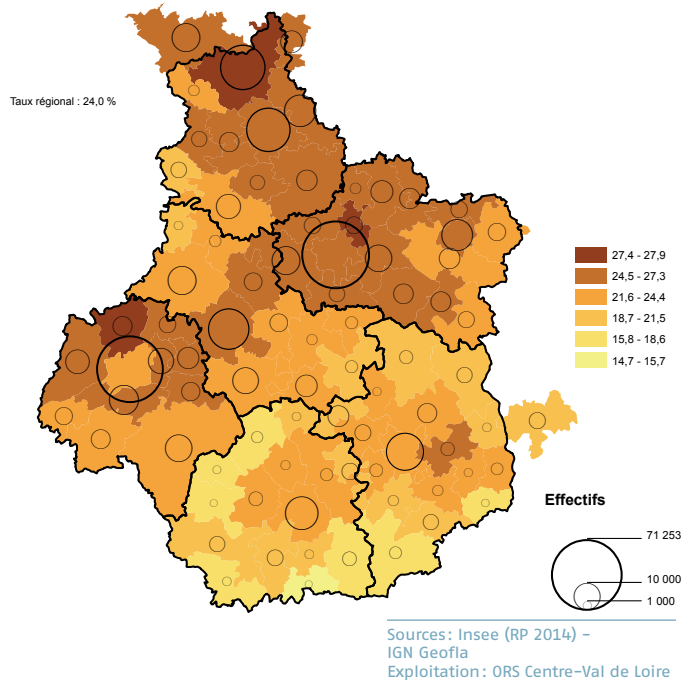 Taux régional : 24,0 %
27,4 - 27,9
24,5 - 27,3
21,6 - 24,4
18,7 - 21,5
15,8 - 18,6
14,7 - 15,7
Effectifs
71 253
10 000
1 000
Sources: Insee (RP 2014) –
IGN Geofla
Exploitation: ORS Centre-Val de Loire